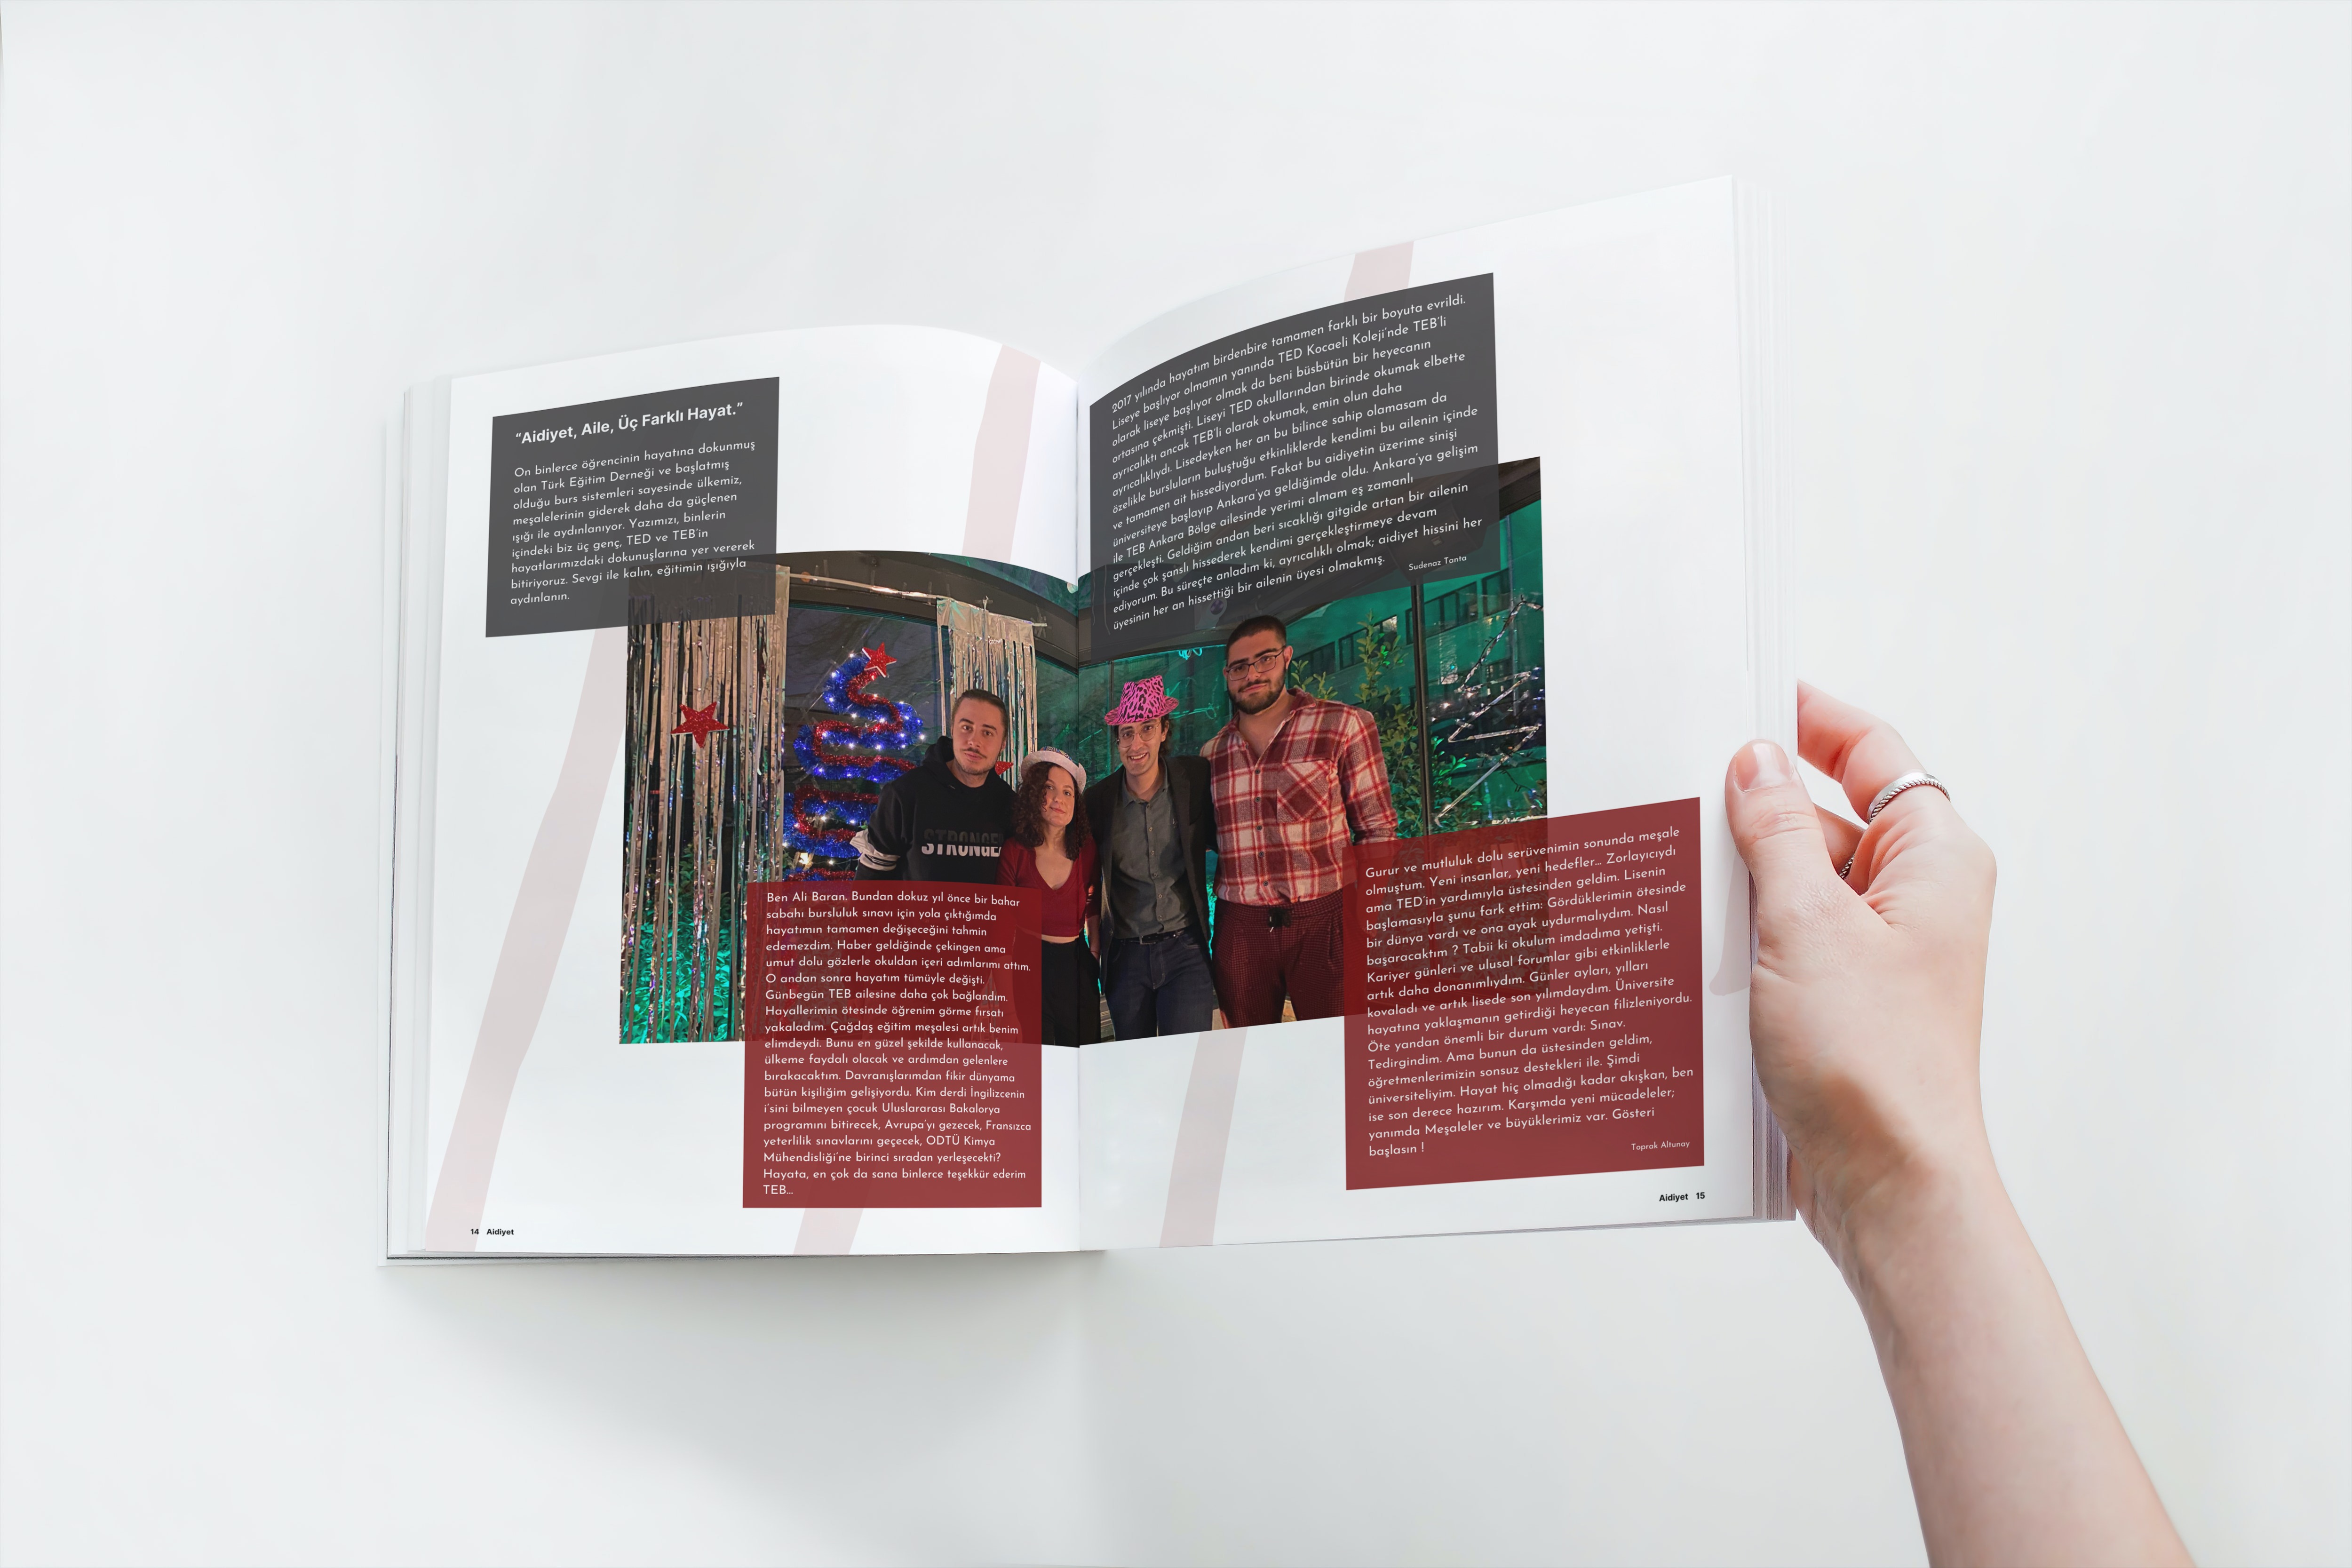 “Aidiyet, Aile, Üç Farklı Hayat.”
On binlerce öğrencinin hayatına dokunmuş
olan Türk Eğitim Derneği ve başlatmış
olduğu burs sistemleri sayesinde ülkemiz,
meşalelerinin giderek daha da güçlenen
ışığı ile aydınlanıyor. Yazımızı, binlerin
içindeki biz üç genç, TED ve TEB’in
hayatlarımızdaki dokunuşlarına yer vererek
bitiriyoruz. Sevgi ile kalın, eğitimin ışığıyla
aydınlanın.
STRONGE
Ben Ali Baran. Bundan dokuz yıl önce bir bahar
sabahı bursluluk sınavı için yola çıktığımda
hayatımın tamamen değişeceğini tahmin
edemezdim. Haber geldiğinde çekingen ama
umut dolu gözlerle okuldan içeri adımlarımı attım.
O andan sonra hayatım tümüyle değişti.
Günbegün TEB ailesine daha çok bağlandım.
Hayallerimin ötesinde öğrenim görme fırsatı
yakaladım. Çağdaş eğitim meşalesi artık benim
elimdeydi. Bunu en güzel şekilde kullanacak,
ülkeme faydalı olacak ve ardımdan gelenlere
bırakacaktım. Davranışlarımdan fikir dünyama
bütün kişiliğim gelişiyordu. Kim derdi İngilizcenin
i’sini bilmeyen çocuk Uluslararası Bakalorya
programını bitirecek, Avrupa’yı gezecek, Fransızca
yeterlilik sınavlarını geçecek, ODTÜ Kimya
Mühendisliği’ne birinci sıradan yerleşecekti?
Hayata, en çok da sana binlerce teşekkür ederim
TEB...
14 Aidiyet
2017 yılında hayatım birdenbire tamamen farklı bir boyuta evrildi.
Liseye başlıyor olmamın yanında TED Kocaeli Koleji’nde TEB’li
olarak liseye başlıyor olmak da beni büsbütün bir heyecanın
ortasına çekmişti. Liseyi TED okullarından birinde okumak elbette
ayrıcalıktı ancak TEB’li olarak okumak, emin olun daha
ayrıcalıklıydı. Lisedeyken her an bu bilince sahip olamasam da
özelikle bursluların buluştuğu etkinliklerde kendimi bu ailenin içinde
ve tamamen ait hissediyordum. Fakat bu aidiyetin üzerime sinişi
üniversiteye başlayıp Ankara’ya geldiğimde oldu. Ankara’ya gelişim
ile TEB Ankara Bölge ailesinde yerimi almam eş zamanlı
gerçekleşti. Geldiğim andan beri sıcaklığı gitgide artan bir ailenin
içinde çok şanslı hissederek kendimi gerçekleştirmeye devam
ediyorum. Bu süreçte anladım ki, ayrıcalıklı olmak; aidiyet hissini her
üyesinin her an hissettiği bir ailenin üyesi olmakmış.
Sudenaz Tanta
Gurur ve mutluluk dolu serüvenimin sonunda meşale
olmuştum. Yeni insanlar, yeni hedefler... Zorlayıcıydı
ama TED’in yardımıyla üstesinden geldim. Lisenin
başlamasıyla şunu fark ettim: Gördüklerimin ötesinde
bir dünya vardı ve ona ayak uydurmalıydım. Nasıl
başaracaktım ? Tabii ki okulum imdadıma yetişti.
Kariyer günleri ve ulusal forumlar gibi etkinliklerle
artık daha donanımlıydım. Günler ayları, yılları
kovaladı ve artık lisede son yılımdaydım. Üniversite
hayatına yaklaşmanın getirdiği heyecan filizleniyordu.
Öte yandan önemli bir durum vardı: Sınav.
Tedirgindim. Ama bunun da üstesinden geldim,
öğretmenlerimizin sonsuz destekleri ile. Şimdi
üniversiteliyim. Hayat hiç olmadığı kadar akışkan, ben
ise son derece hazırım. Karşımda yeni mücadeleler;
yanımda Meşaleler ve büyüklerimiz var. Gösteri
başlasın !
Toprak Altunay
Aidiyet 15